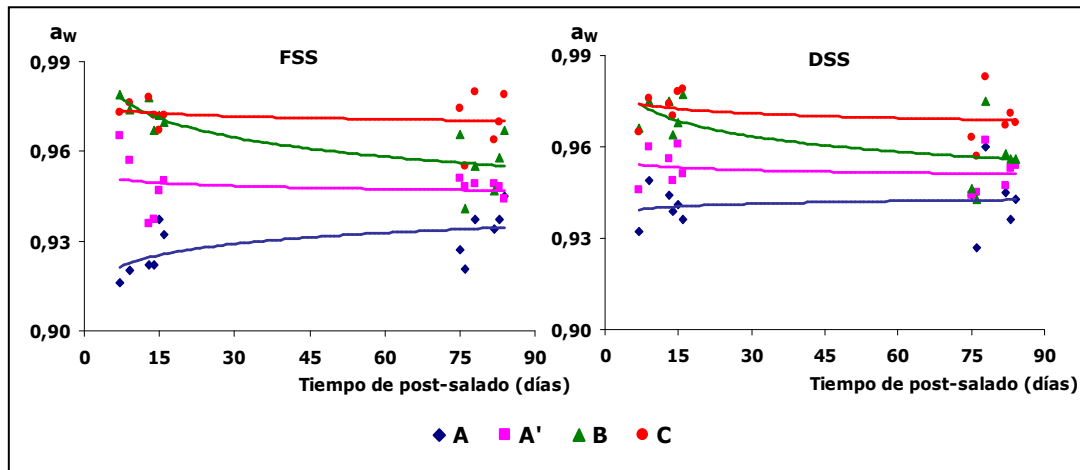 a_w
FSS
0,99
0,96
0,93
0,90
0 15 30 45 60 75 90
Tiempo de post-salado (días)
a_w
DSS
0,99
0,96
0,93
0,90
0 15 30 45 60 75 90
Tiempo de post-salado (días)
A A' B C